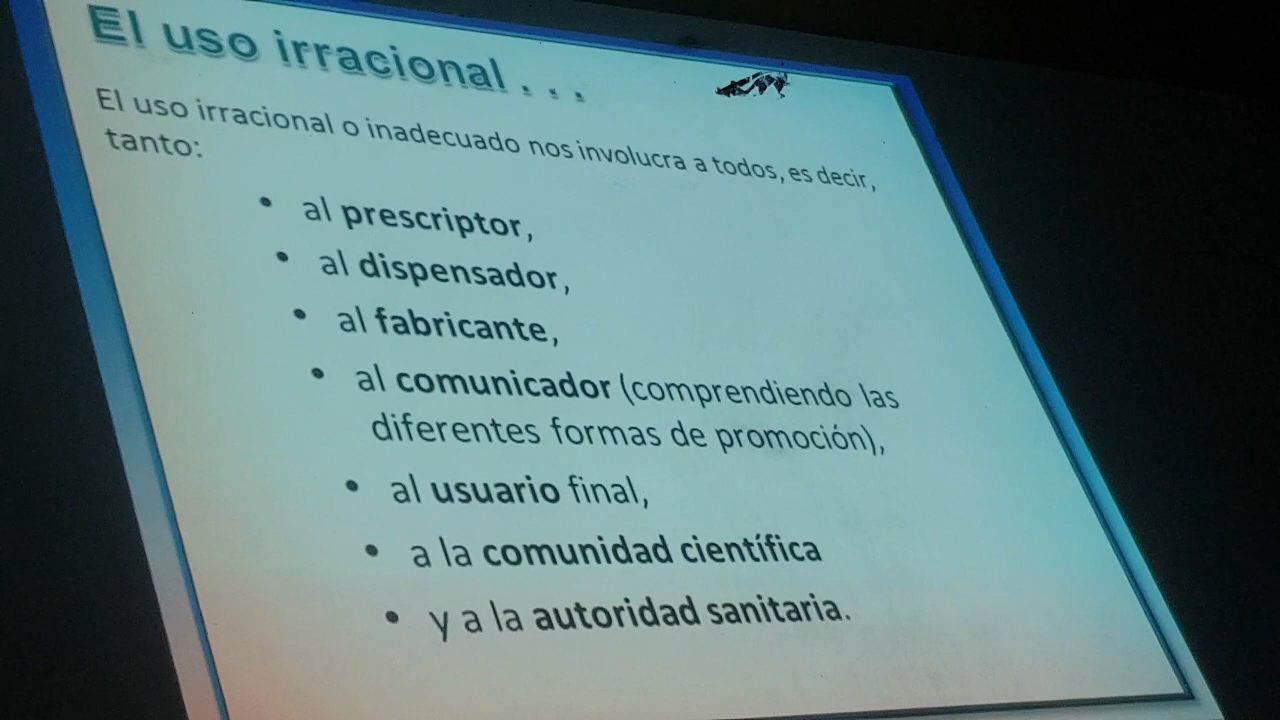 El uso irracional . . .
El uso irracional o inadecuado nos involucra a todos, es decir,
tanto:
• al prescriptor,
• al dispensador,
• al fabricante,
• al comunicador (comprendiendo las
diferentes formas de promoción),
• al usuario final,
• a la comunidad científica
• y a la autoridad sanitaria.